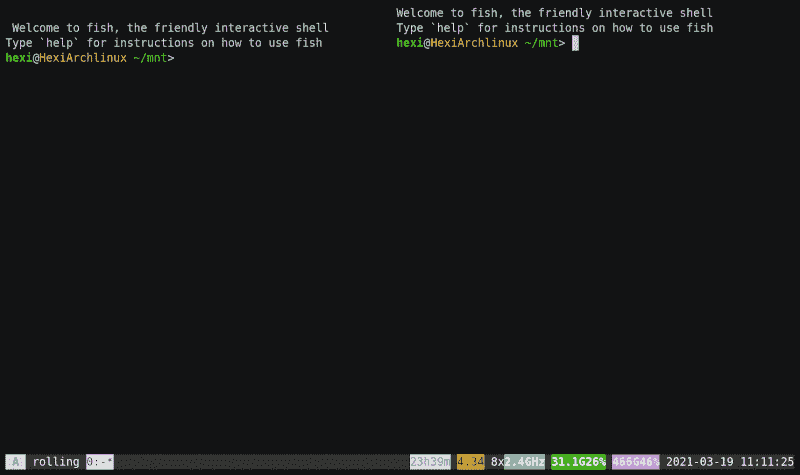 Welcome to fish, the friendly interactive shell
Type `help` for instructions on how to use fish
hexi@HexiArchlinux ~/mnt>
Welcome to fish, the friendly interactive shell
Type `help` for instructions on how to use fish
hexi@HexiArchlinux ~/mnt>
A rolling 0:-* 23h39m 4.34 8x2.4GHz 31.1G26% 466G46% 2021-03-19 11:11:25